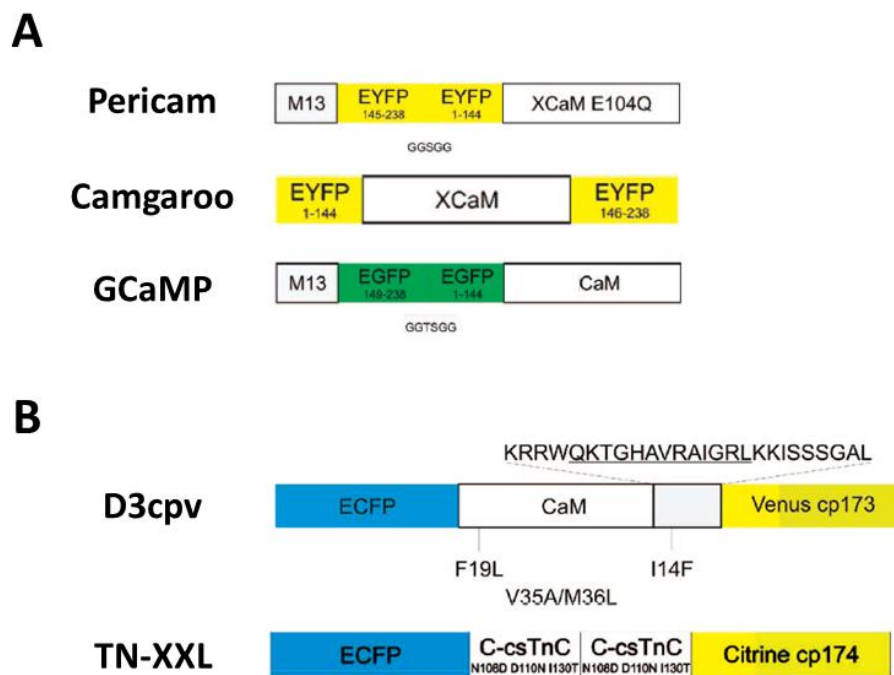 A
Pericam
M13 EYFP EYFP XCaM E104Q
145-238 1-144
GGSGG
Camgaroo
EYFP XCaM EYFP
1-144 146-238
GCaMP
M13 EGFP EGFP CaM
149-238 1-144
GGTSGG
B
KRRWQKTGHAVRAIGRLKKISSSGAL
D3cpv
ECFP CaM Venus cp173
F19L I14F
V35A/M36L
TN-XXL
ECFP C-csTnC C-csTnC Citrine cp174
N108D D110N I130T N108D D110N I130T